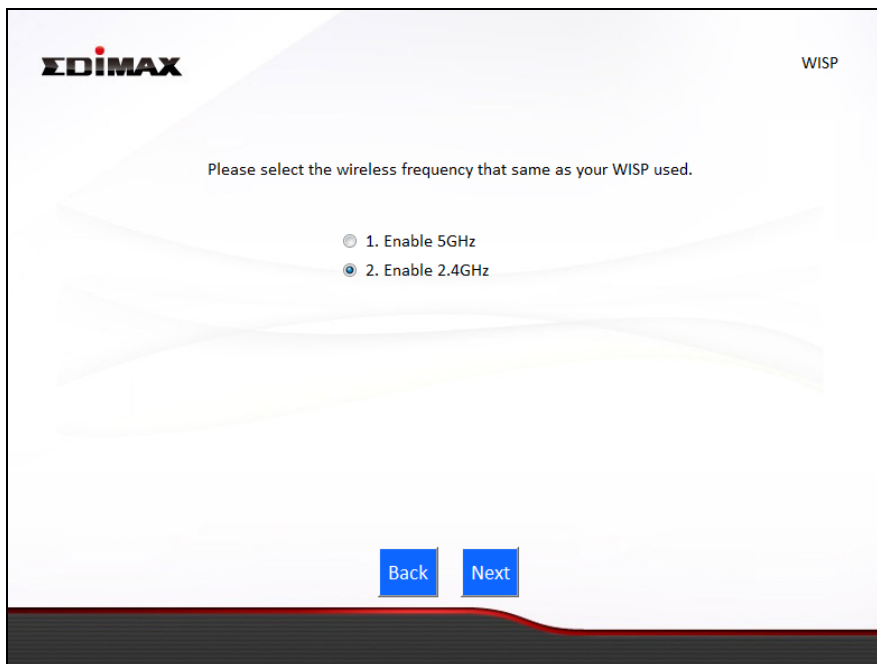 EDIMAX
WISP
Please select the wireless frequency that same as your WISP used.
1. Enable 5GHz
2. Enable 2.4GHz
Back
Next